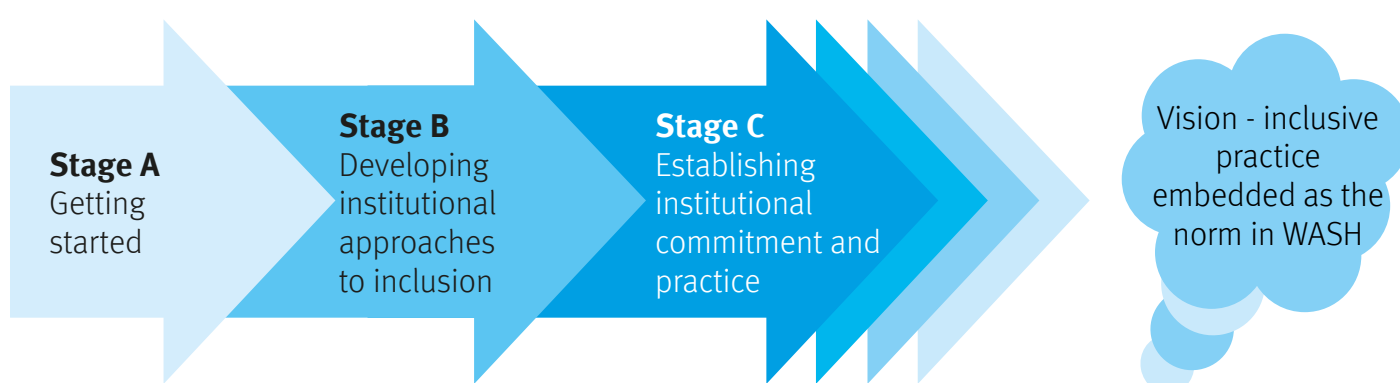 Stage A
Getting
started
Stage B
Developing
institutional
approaches
to inclusion
Stage C
Establishing
institutional
commitment and
practice
Vision - inclusive
practice
embedded as the
norm in WASH